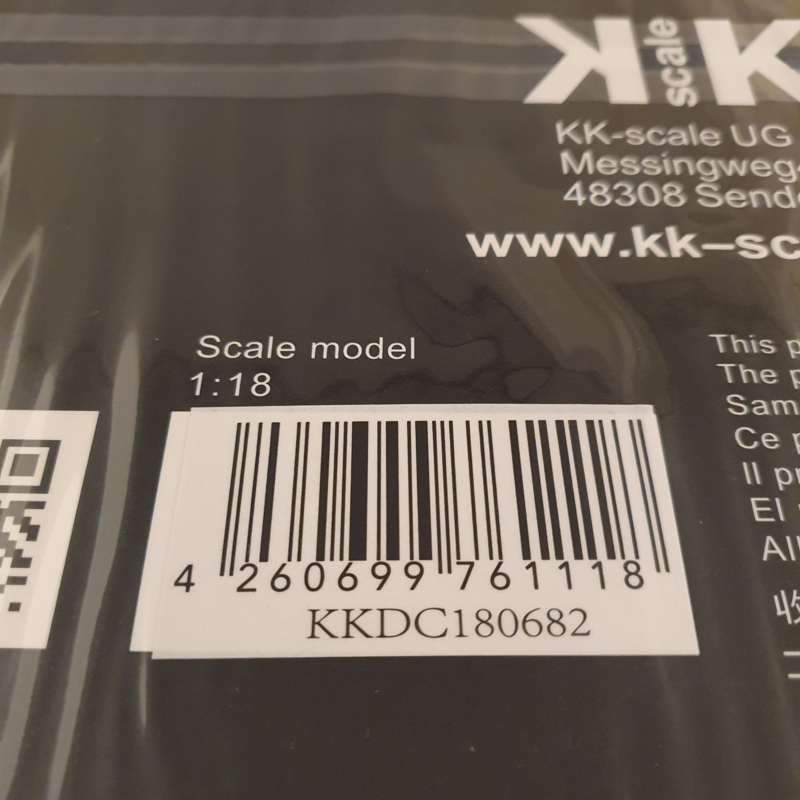 KK scale
KK-scale UG
Messingweg
48308 Send
www.kk-sc
Scale model
1:18
This p
The p
Sam
Ce p
Il pr
El
All
收
4 260699 761118
KKDC180682